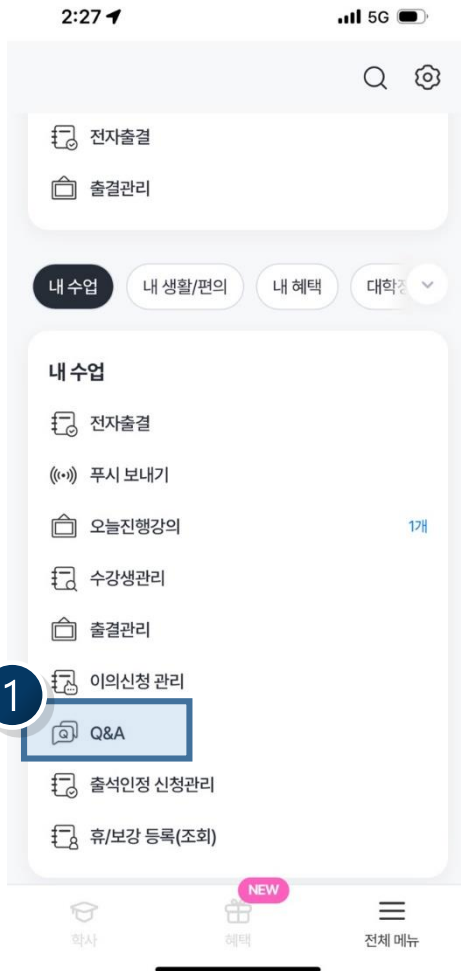 2:27
5G
전자출결
출결관리
내 수업
내 생활/편의
내 혜택
대학
내 수업
전자출결
푸시 보내기
오늘진행강의
1개
수강생관리
출결관리
이의신청 관리
1
Q&A
출석인정 신청관리
휴/보강 등록(조회)
NEW
학사
혜택
전체 메뉴